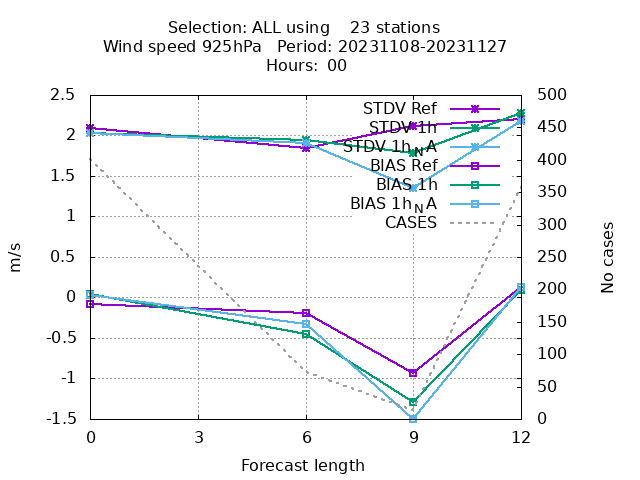 Selection: ALL using    23 stations
Wind speed 925hPa   Period: 20231108-20231127
Hours:  00
STDV Ref
STDV 1h
STDV 1h_NA
BIAS Ref
BIAS 1h
BIAS 1h_NA
CASES
2.5
2
1.5
1
0.5
0
-0.5
-1
-1.5
m/s
500
450
400
350
300
250
200
150
100
50
0
No cases
0 3 6 9 12
Forecast length